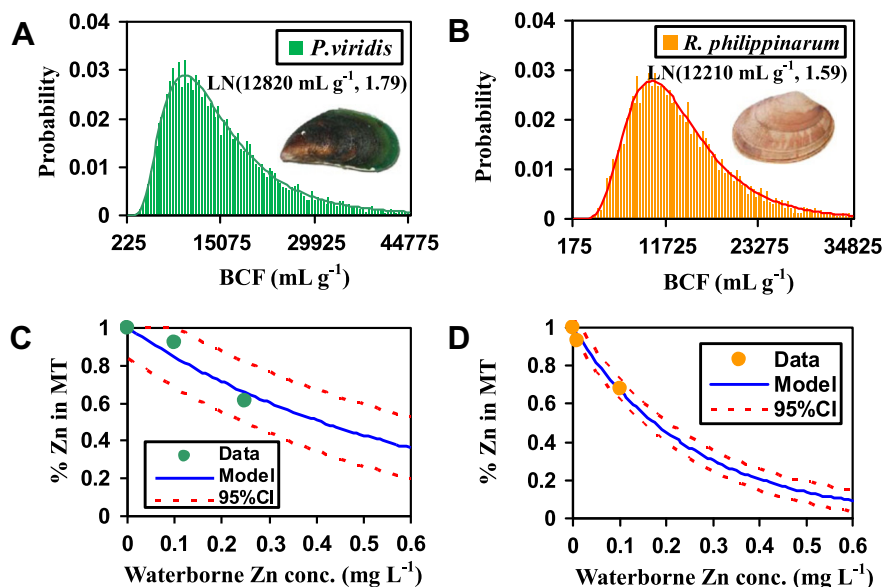 A
P.viridis
LN(12820 mL g-1, 1.79)
Probability
0.04
0.03
0.02
0.01
0
225 15075 29925 44775
BCF (mL g-1)
B
R. philippinarum
LN(12210 mL g-1, 1.59)
Probability
0.04
0.03
0.02
0.01
0
175 11725 23275 34825
BCF (mL g-1)
C
% Zn in MT
1
0.8
0.6
0.4
0.2
0
Data
Model
95%CI
0 0.1 0.2 0.3 0.4 0.5 0.6
Waterborne Zn conc. (mg L-1)
D
% Zn in MT
1
0.8
0.6
0.4
0.2
0
Data
Model
95%CI
0 0.1 0.2 0.3 0.4 0.5 0.6
Waterborne Zn conc. (mg L-1)